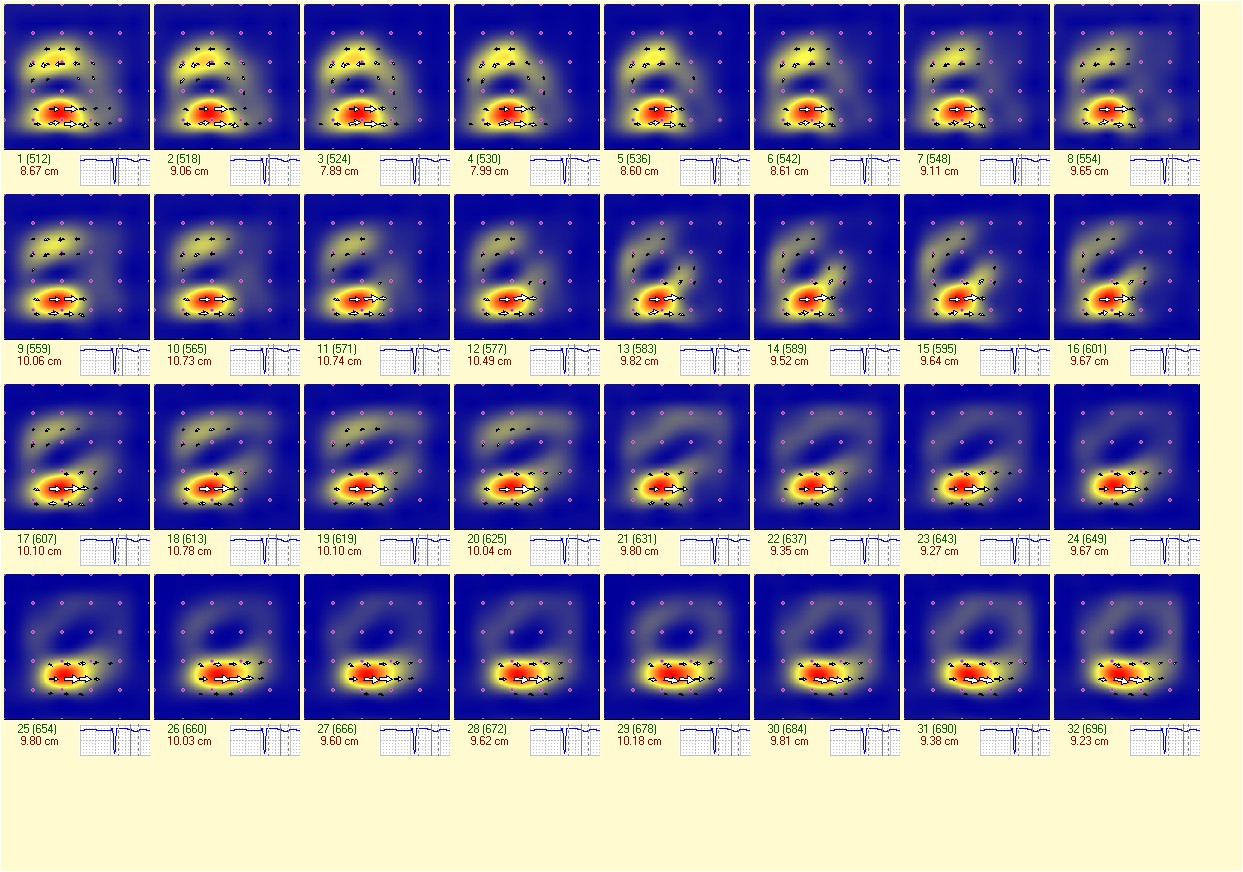 1 (512) 2 (518) 3 (524) 4 (530) 5 (536) 6 (542) 7 (548) 8 (554)
8.67 cm 9.06 cm 7.89 cm 7.99 cm 8.60 cm 8.61 cm 9.11 cm 9.65 cm
9 (559) 10 (565) 11 (571) 12 (577) 13 (583) 14 (589) 15 (595) 16 (601)
10.06 cm 10.73 cm 10.74 cm 10.49 cm 9.82 cm 9.52 cm 9.64 cm 9.67 cm
17 (607) 18 (613) 19 (619) 20 (625) 21 (631) 22 (637) 23 (643) 24 (649)
10.10 cm 10.78 cm 10.10 cm 10.04 cm 9.80 cm 9.35 cm 9.27 cm 9.67 cm
25 (654) 26 (660) 27 (666) 28 (672) 29 (678) 30 (684) 31 (690) 32 (696)
9.80 cm 10.03 cm 9.60 cm 9.62 cm 10.18 cm 9.81 cm 9.38 cm 9.23 cm